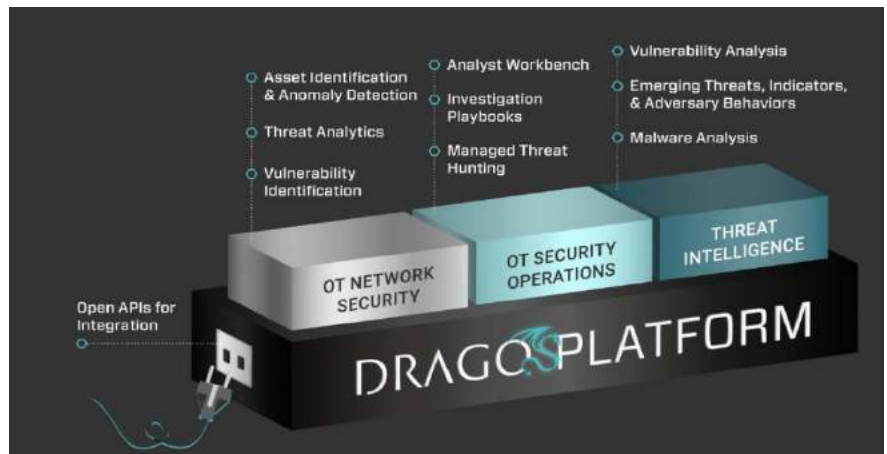 Asset Identification
& Anomaly Detection
Threat Analytics
Vulnerability
Identification
Analyst Workbench
Investigation
Playbooks
Managed Threat
Hunting
Vulnerability Analysis
Emerging Threats, Indicators,
& Adversary Behaviors
Malware Analysis
OT NETWORK
SECURITY
OT SECURITY
OPERATIONS
THREAT
INTELLIGENCE
Open APIs for
Integration
DRAGOS PLATFORM